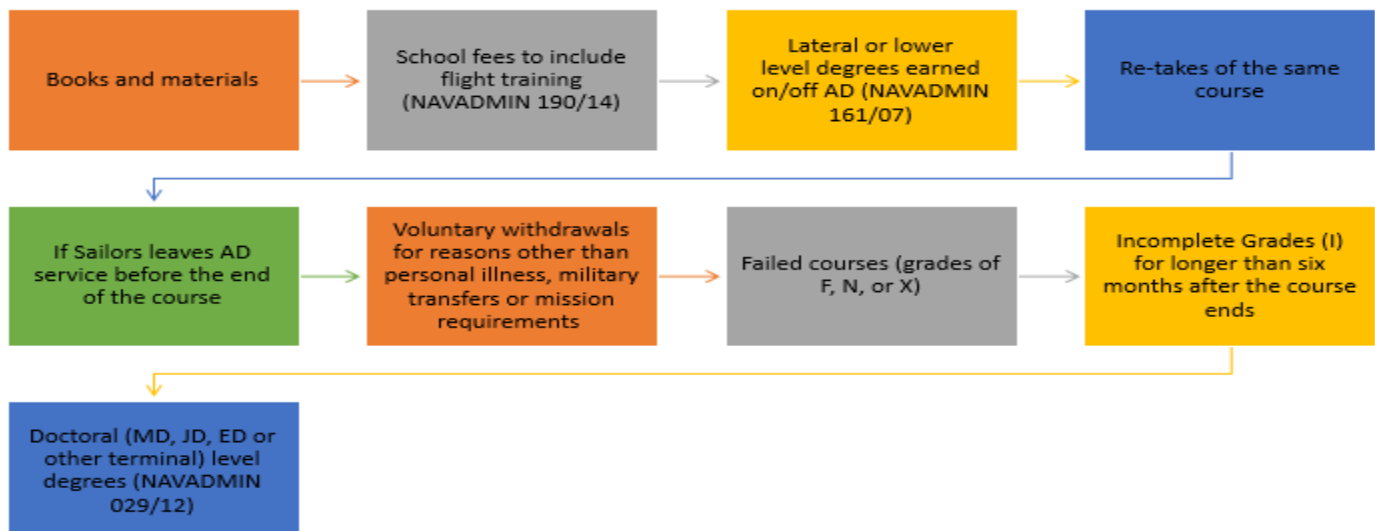 Books and materials
School fees to include
flight training
(NAVADMIN 190/14)
Lateral or lower
level degrees earned
on/off AD (NAVADMIN
161/07)
Re-takes of the same
course
If Sailors leaves AD
service before the end
of the course
Voluntary withdrawals
for reasons other than
personal illness, military
transfers or mission
requirements
Failed courses (grades of
F, N, or X)
Incomplete Grades (I)
for longer than six
months after the course
ends
Doctoral (MD, JD, ED or
other terminal) level
degrees (NAVADMIN
029/12)